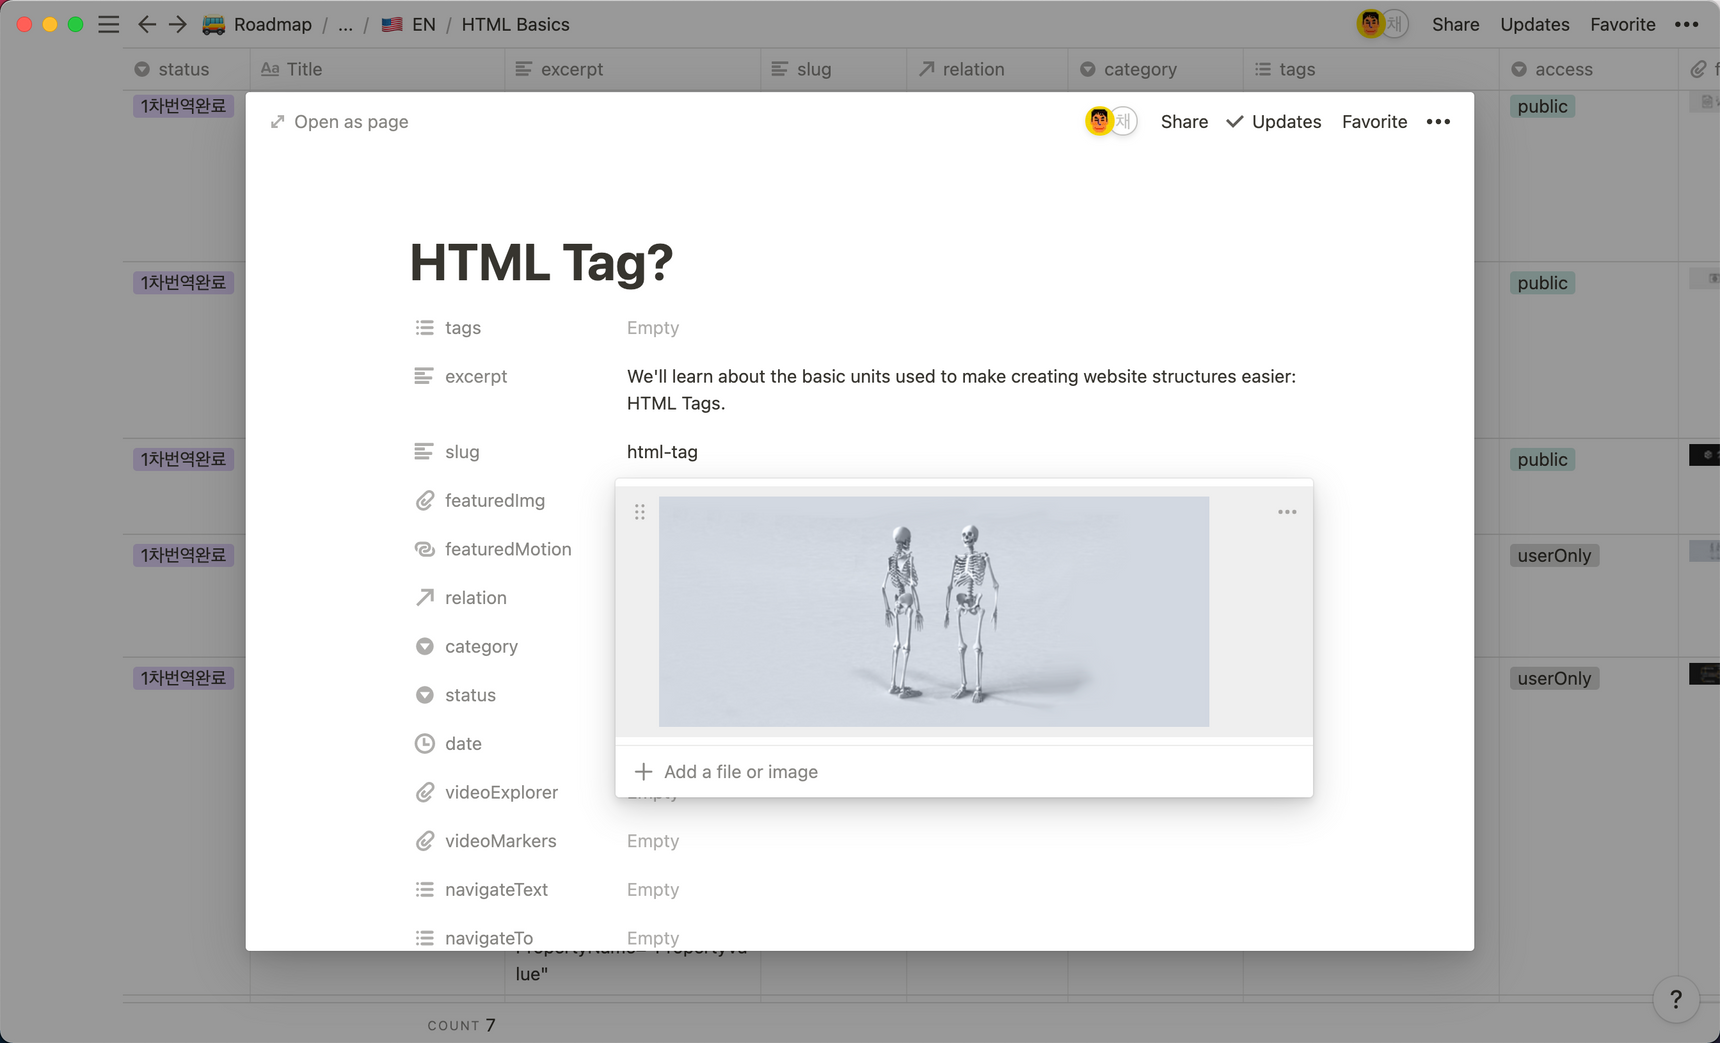 Roadmap / ... / EN / HTML Basics
채 Share Updates Favorite
status Aa Title excerpt slug relation category tags access
1차번역완료
public
Open as page
채 Share Updates Favorite
HTML Tag?
1차번역완료
public
tags Empty
excerpt We'll learn about the basic units used to make creating website structures easier:
HTML Tags.
slug html-tag
1차번역완료
public
featuredImg
featuredMotion
1차번역완료
userOnly
relation
category
status
1차번역완료
userOnly
date
Add a file or image
videoExplorer Empty
videoMarkers Empty
navigateText Empty
navigateTo Empty
lue"
COUNT 7
?